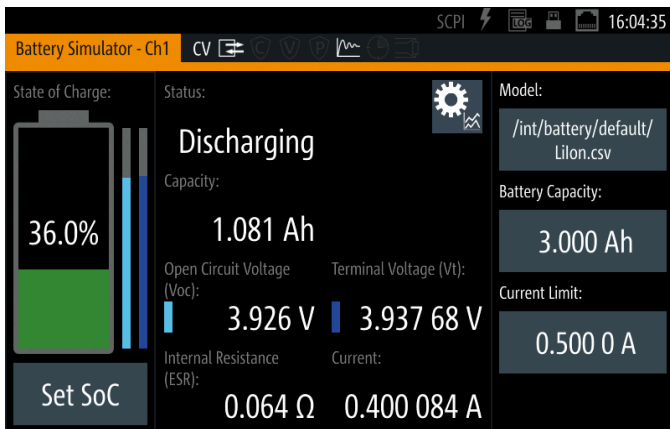 SCPI LOG 16:04:35
Battery Simulator - Ch1 CV C V P
State of Charge:
36.0%
Set SoC
Status:
Discharging
Capacity:
1.081 Ah
Open Circuit Voltage
(Voc):
3.926 V
Terminal Voltage (Vt):
3.937 68 V
Internal Resistance
(ESR):
0.064 Ω
Current:
0.400 084 A
Model:
/int/battery/default/
LiIon.csv
Battery Capacity:
3.000 Ah
Current Limit:
0.500 0 A